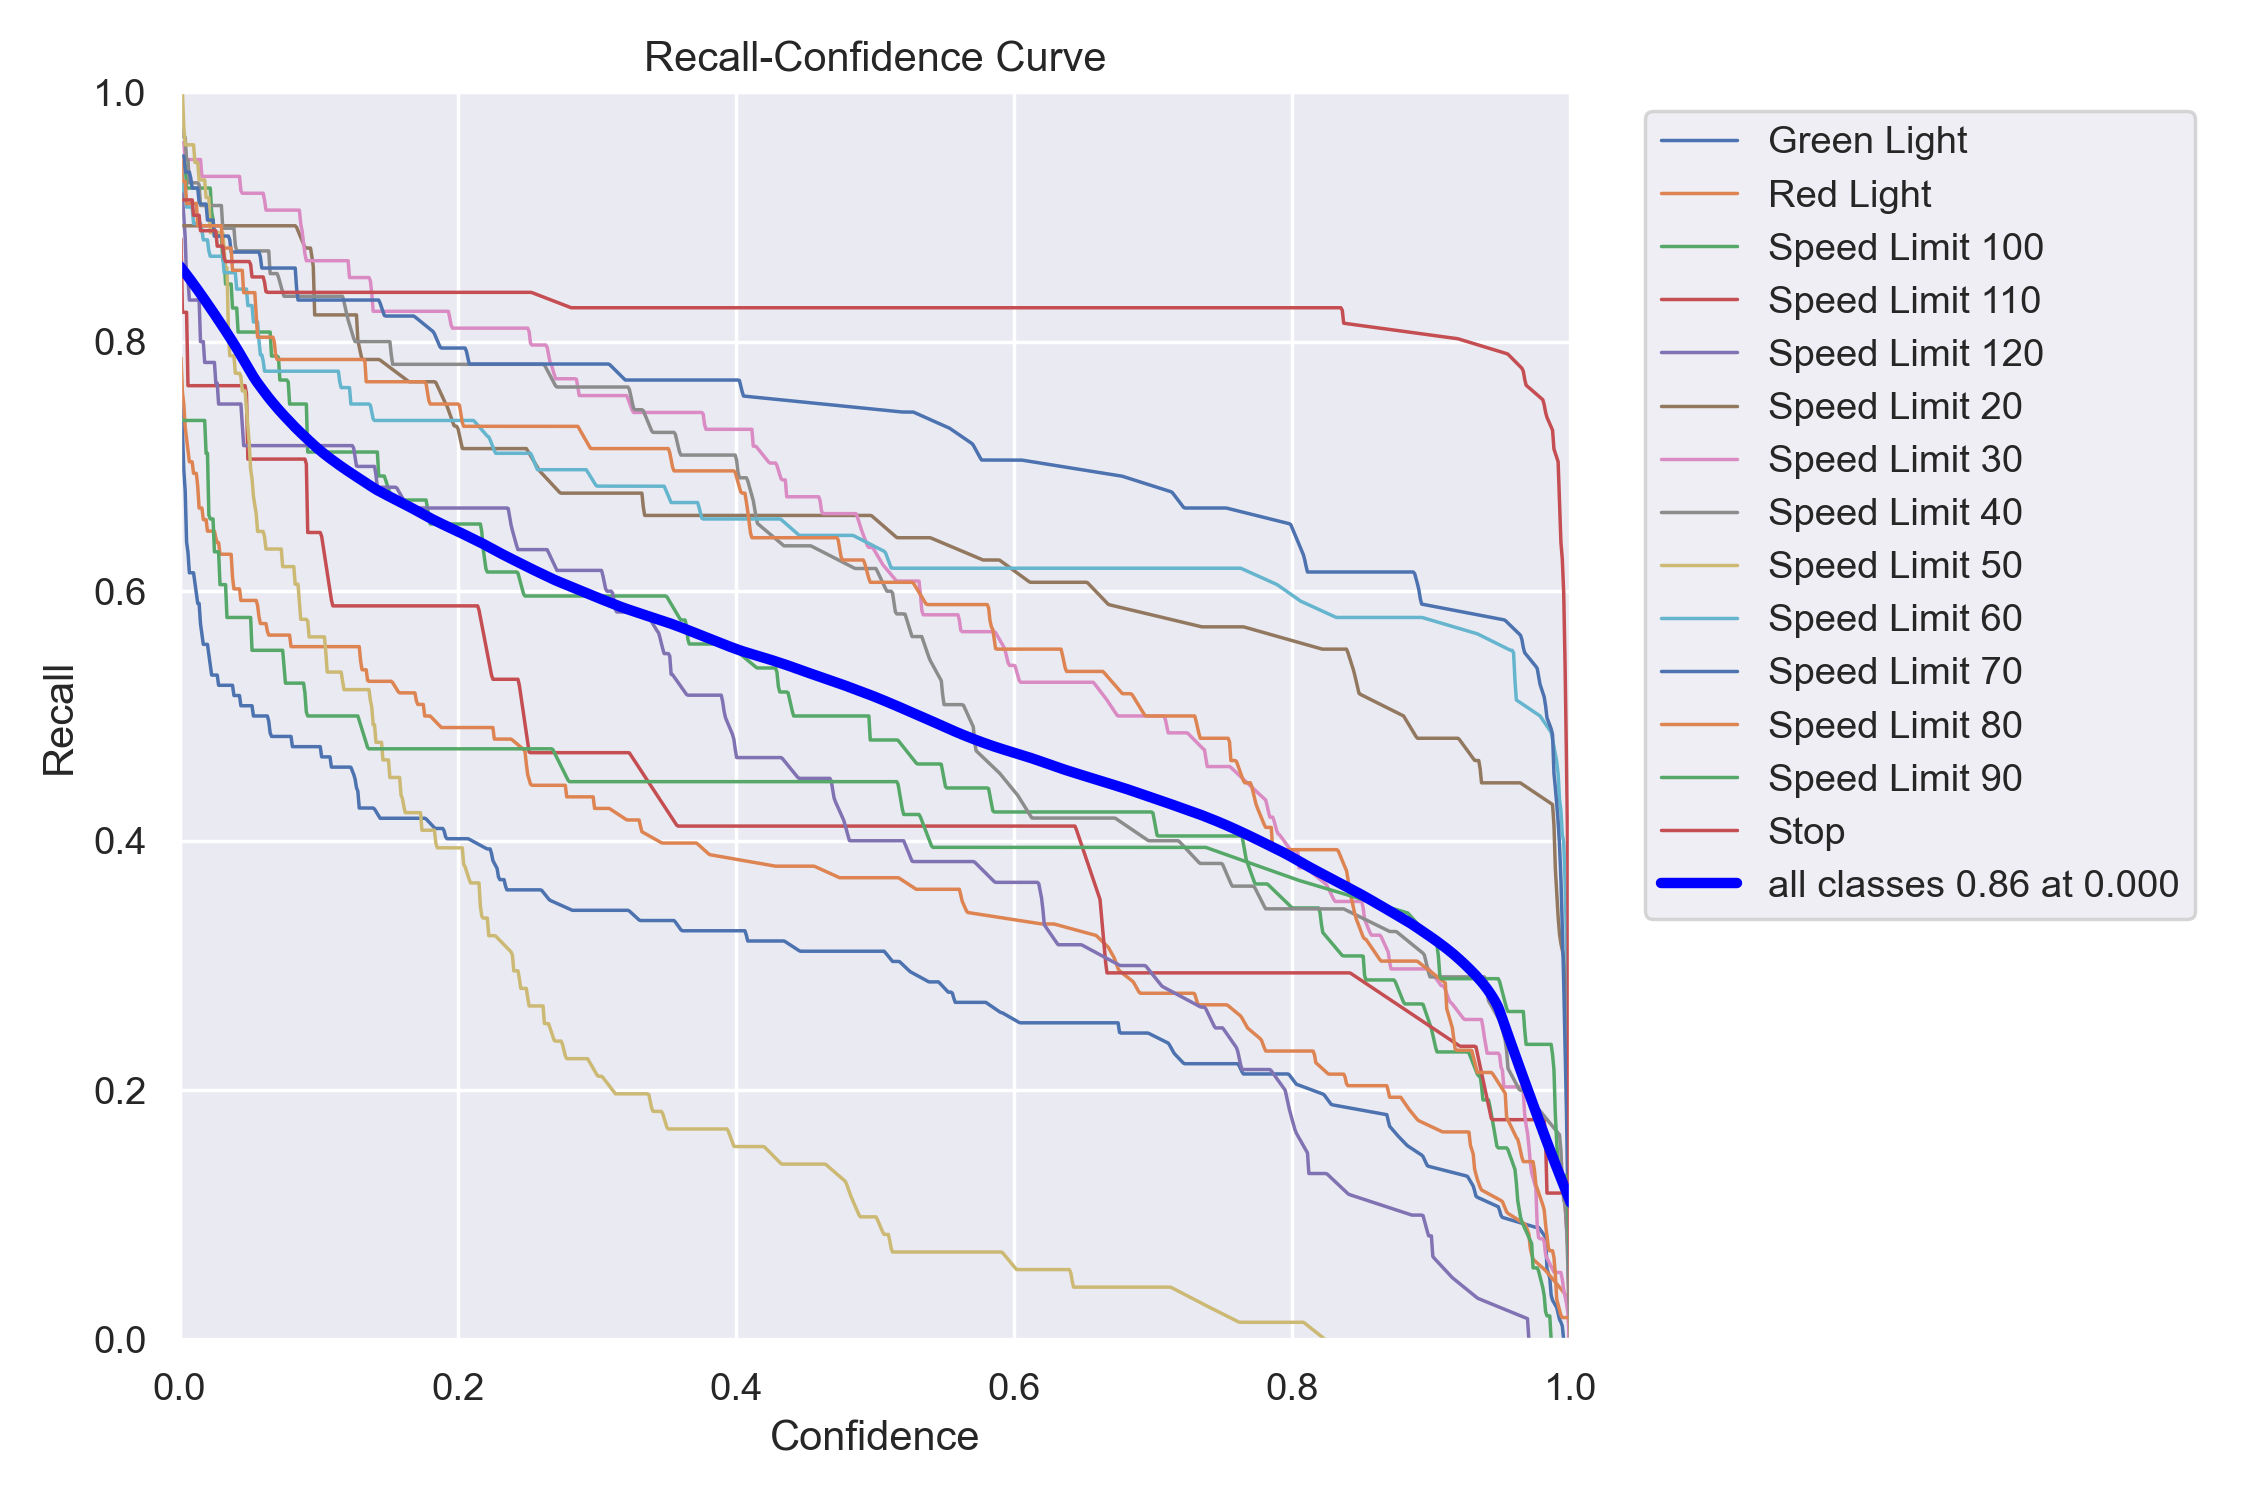 Recall-Confidence Curve
1.0
0.8
0.6
0.4
0.2
0.0
Recall
0.0 0.2 0.4 0.6 0.8 1.0
Confidence
Green Light
Red Light
Speed Limit 100
Speed Limit 110
Speed Limit 120
Speed Limit 20
Speed Limit 30
Speed Limit 40
Speed Limit 50
Speed Limit 60
Speed Limit 70
Speed Limit 80
Speed Limit 90
Stop
all classes 0.86 at 0.000